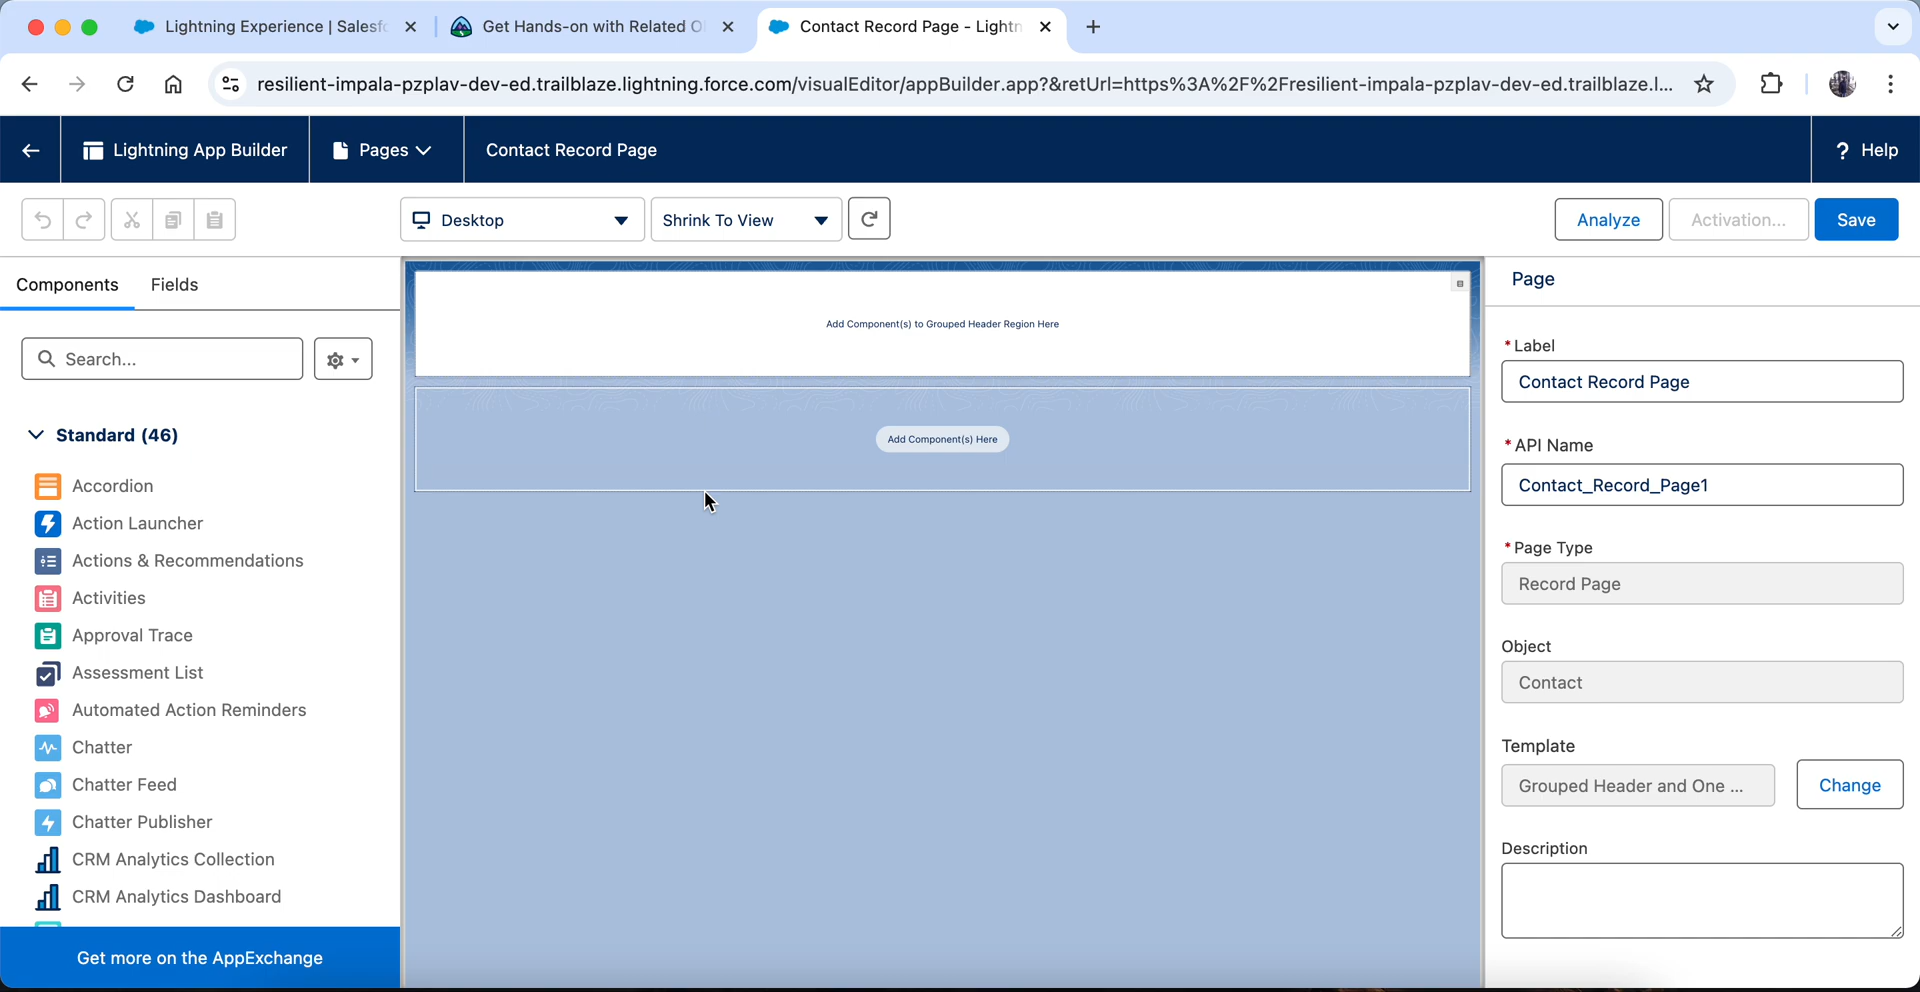 Lightning Experience | Salesfo
Get Hands-on with Related O
Contact Record Page - Lightn
resilient-impala-pzplav-dev-ed.trailblaze.lightning.force.com/visualEditor/appBuilder.app?&retUrl=https%3A%2F%2Fresilient-impala-pzplav-dev-ed.trailblaze.l...
Lightning App Builder
Pages
Contact Record Page
? Help
Desktop
Shrink To View
Analyze
Activation...
Save
Components
Fields
Search...
Standard (46)
Accordion
Action Launcher
Actions & Recommendations
Activities
Approval Trace
Assessment List
Automated Action Reminders
Chatter
Chatter Feed
Chatter Publisher
CRM Analytics Collection
CRM Analytics Dashboard
Get more on the AppExchange
Add Component(s) to Grouped Header Region Here
Add Component(s) Here
Page
* Label
Contact Record Page
* API Name
Contact_Record_Page1
* Page Type
Record Page
Object
Contact
Template
Grouped Header and One ...
Change
Description